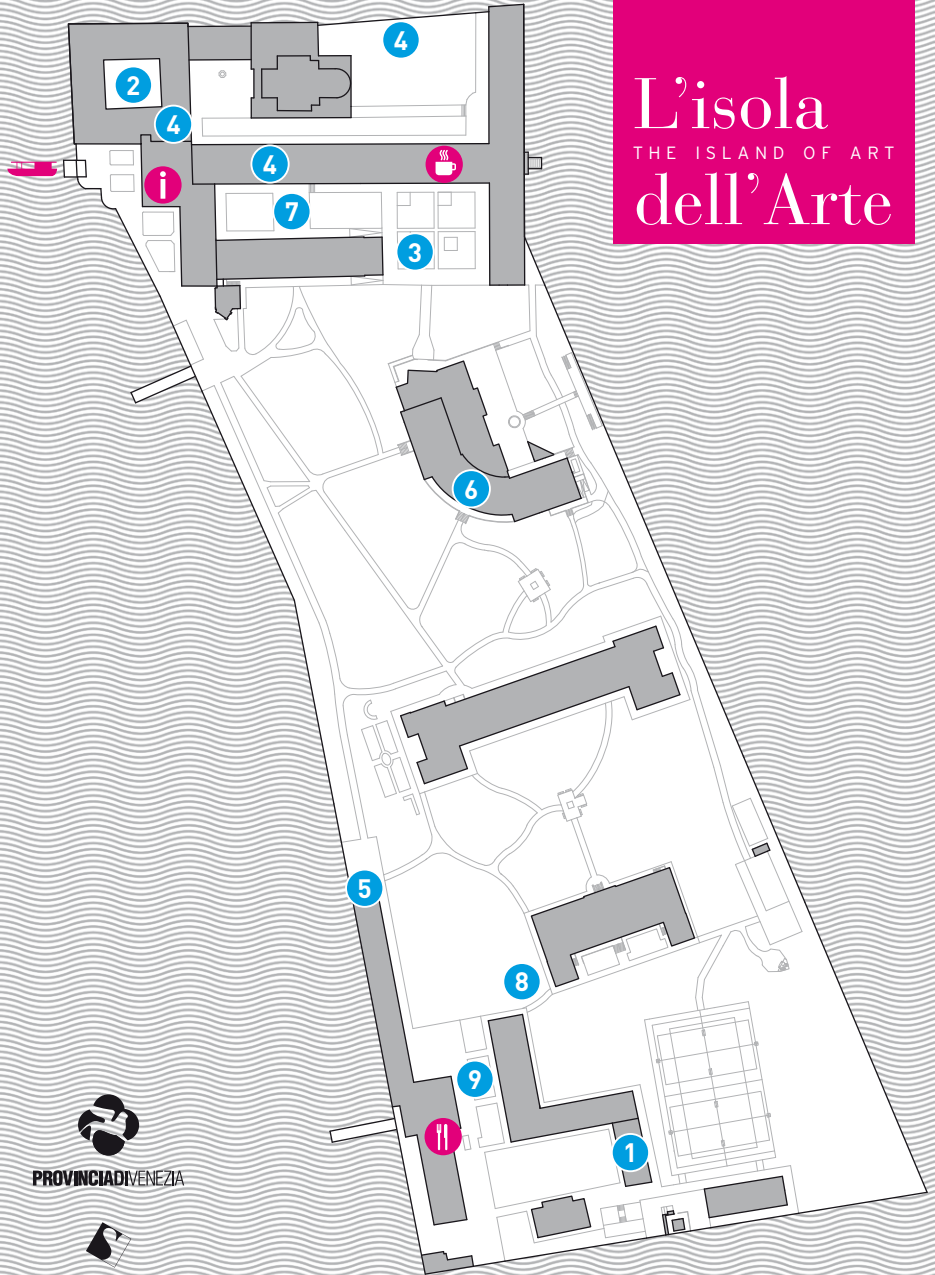 L'isola
THE ISLAND OF ART
dell'Arte
4
2
4
4
i
7
3
6
5
8
9
1
PROVINCIADIVENEZIA
S